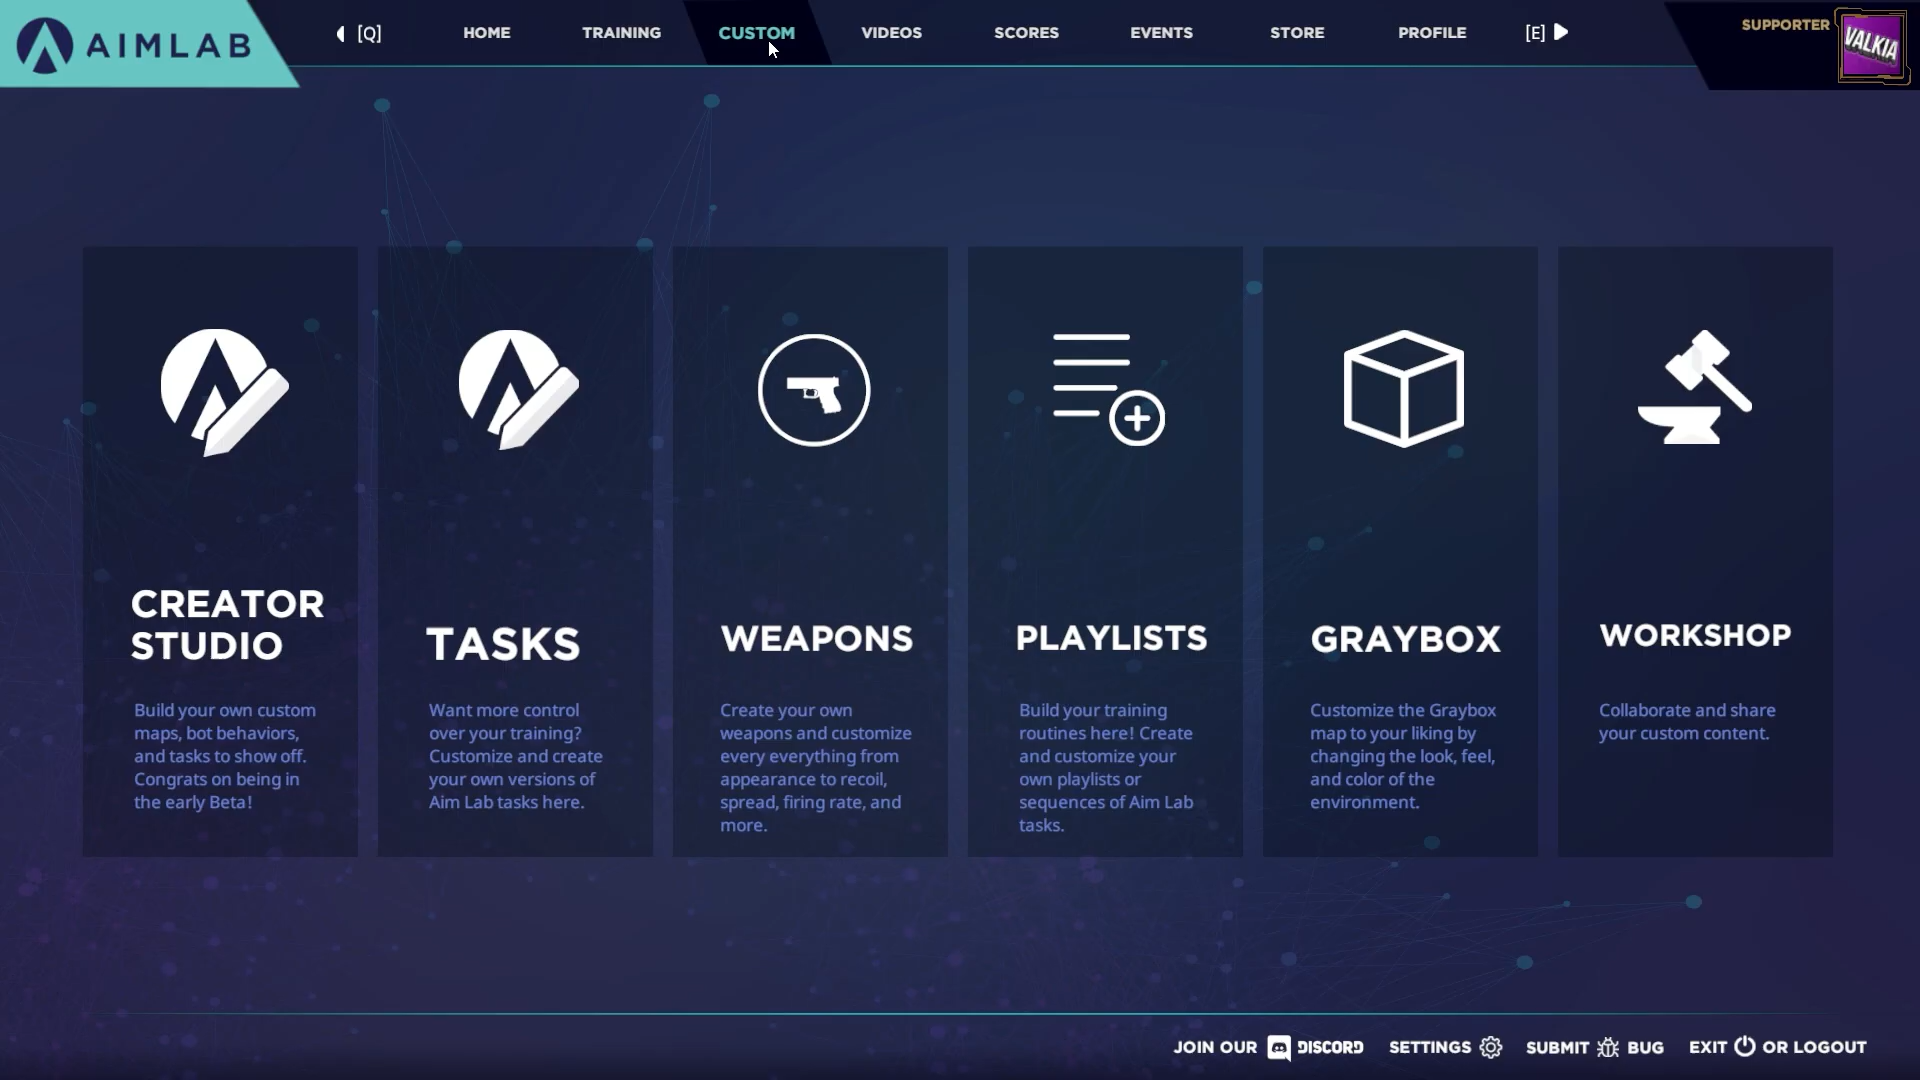 AIMLAB
[Q]
HOME
TRAINING
CUSTOM
VIDEOS
SCORES
EVENTS
STORE
PROFILE
[E]
SUPPORTER
VALKIA
CREATOR
STUDIO
Build your own custom
maps, bot behaviors,
and tasks to show off.
Congrats on being in
the early Beta!
TASKS
Want more control
over your training?
Customize and create
your own versions of
Aim Lab tasks here.
WEAPONS
Create your own
weapons and customize
every everything from
appearance to recoil,
spread, firing rate, and
more.
PLAYLISTS
Build your training
routines here! Create
and customize your
own playlists or
sequences of Aim Lab
tasks.
GRAYBOX
Customize the Graybox
map to your liking by
changing the look, feel,
and color of the
environment.
WORKSHOP
Collaborate and share
your custom content.
JOIN OUR DISCORD
SETTINGS
SUBMIT BUG
EXIT OR LOGOUT